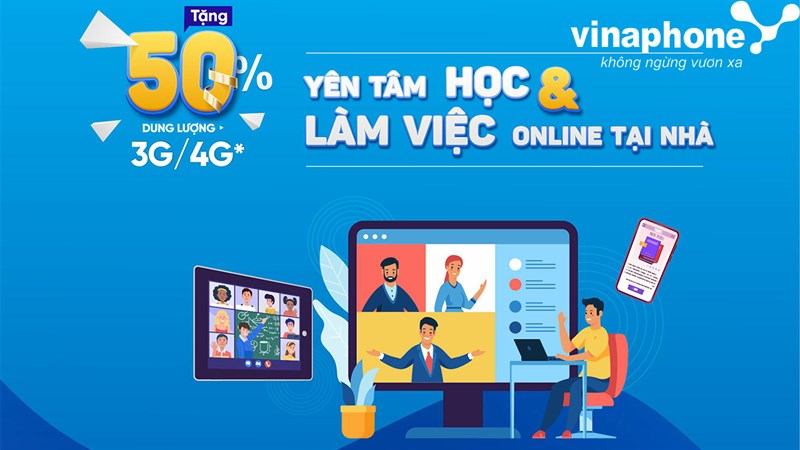 Tặng
50%
DUNG LƯỢNG
3G/4G*
YÊN TÂM HỌC &
LÀM VIỆC ONLINE TẠI NHÀ
vinaphone
không ngừng vươn xa